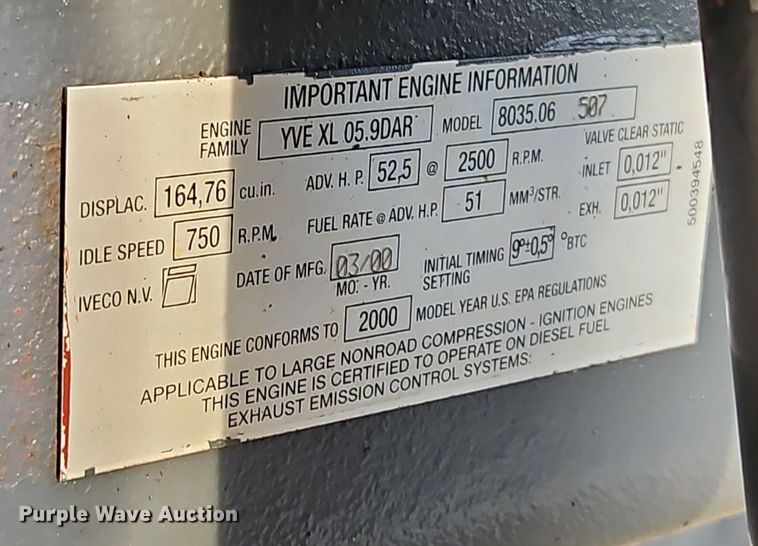 IMPORTANT ENGINE INFORMATION
ENGINE FAMILY YVE XL 05.9DAR MODEL 8035.06 507
DISPLAC. 164,76 cu.in. ADV. H. P. 52,5 @ 2500 R.P.M. VALVE CLEAR STATIC
INLET 0,012"
IDLE SPEED 750 R.P.M. FUEL RATE @ ADV. H.P. 51 MM³/STR. EXH. 0,012"
IVECO N.V. DATE OF MFG. 03/00 INITIAL TIMING SETTING 9°±0,5° °BTC
MO. - YR.
THIS ENGINE CONFORMS TO 2000 MODEL YEAR U.S. EPA REGULATIONS
APPLICABLE TO LARGE NONROAD COMPRESSION - IGNITION ENGINES
THIS ENGINE IS CERTIFIED TO OPERATE ON DIESEL FUEL
EXHAUST EMISSION CONTROL SYSTEMS:
500394548
Purple Wave Auction